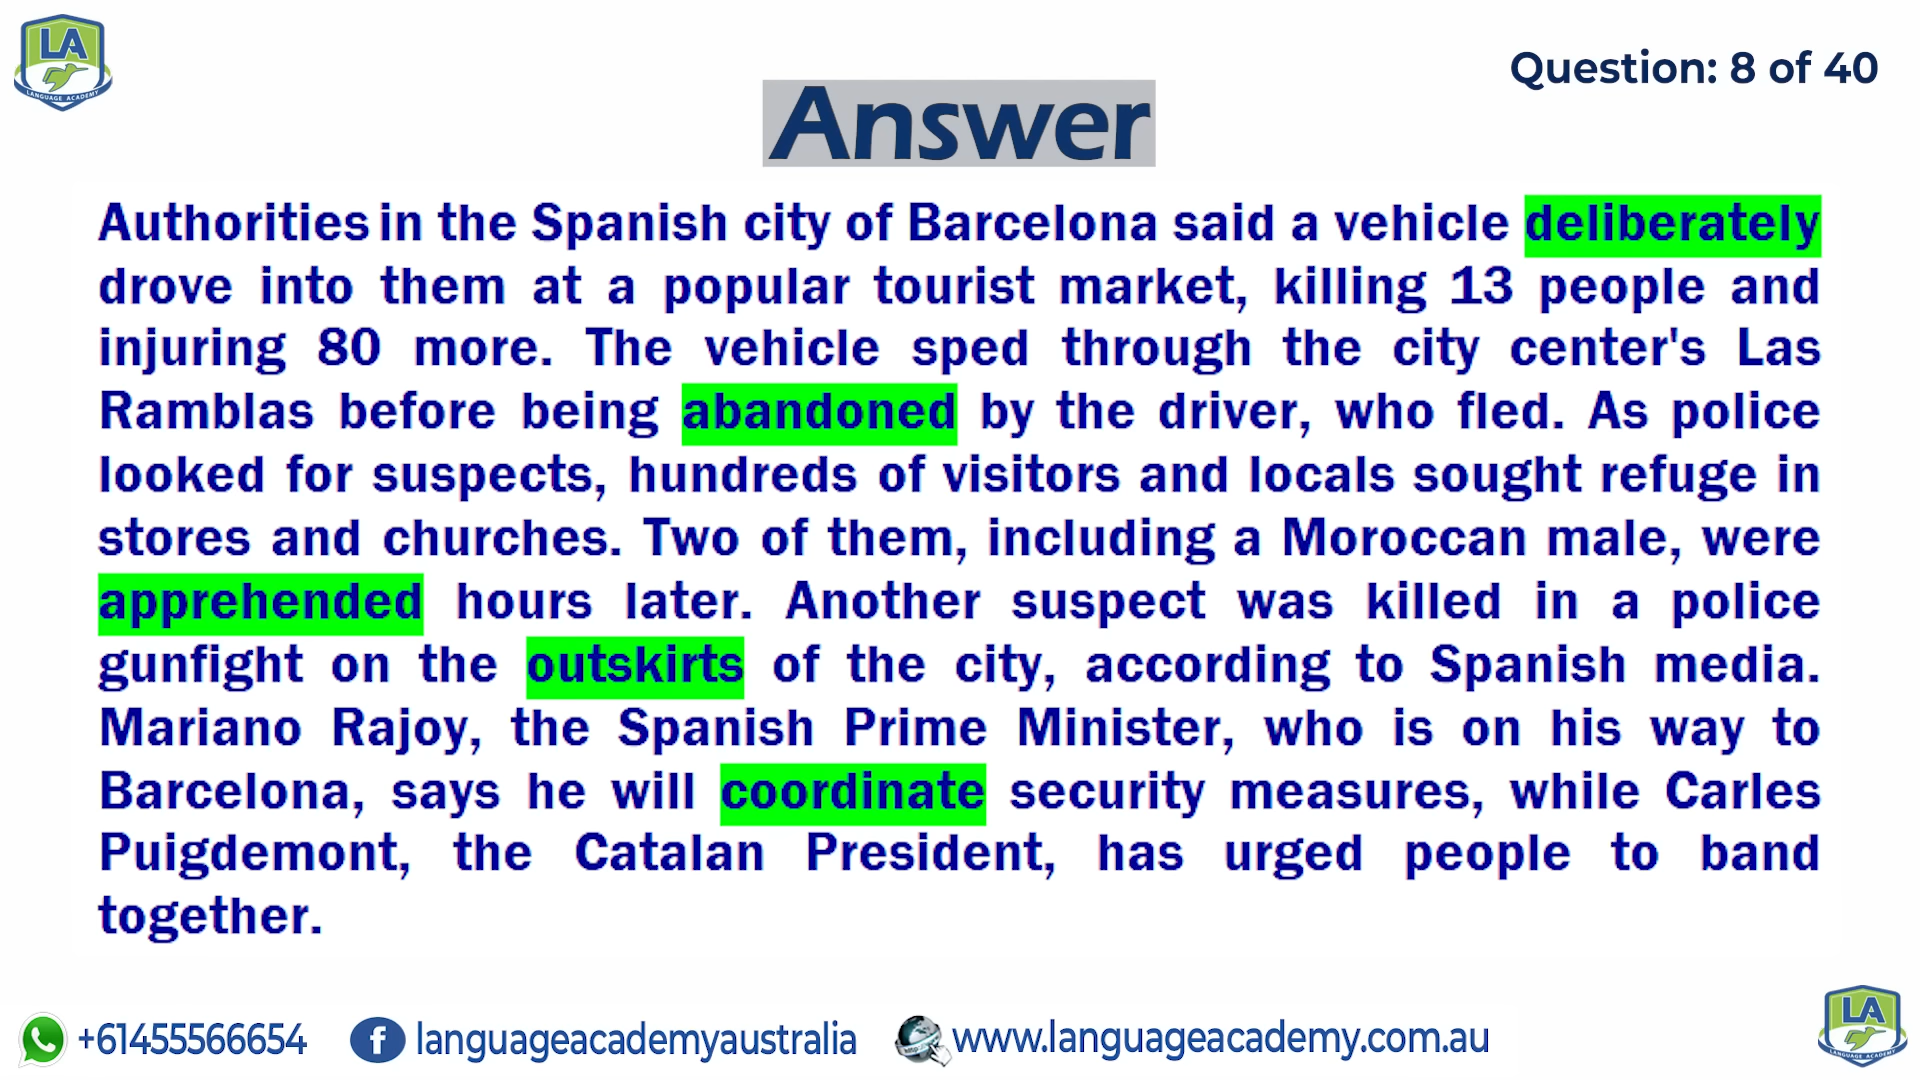 LA
LANGUAGE ACADEMY
Question: 8 of 40
Answer
Authorities in the Spanish city of Barcelona said a vehicle deliberately
drove into them at a popular tourist market, killing 13 people and
injuring 80 more. The vehicle sped through the city center's Las
Ramblas before being abandoned by the driver, who fled. As police
looked for suspects, hundreds of visitors and locals sought refuge in
stores and churches. Two of them, including a Moroccan male, were
apprehended hours later. Another suspect was killed in a police
gunfight on the outskirts of the city, according to Spanish media.
Mariano Rajoy, the Spanish Prime Minister, who is on his way to
Barcelona, says he will coordinate security measures, while Carles
Puigdemont, the Catalan President, has urged people to band
together.
+61455566654 f languageacademyaustralia www.languageacademy.com.au
LA
LANGUAGE ACADEMY